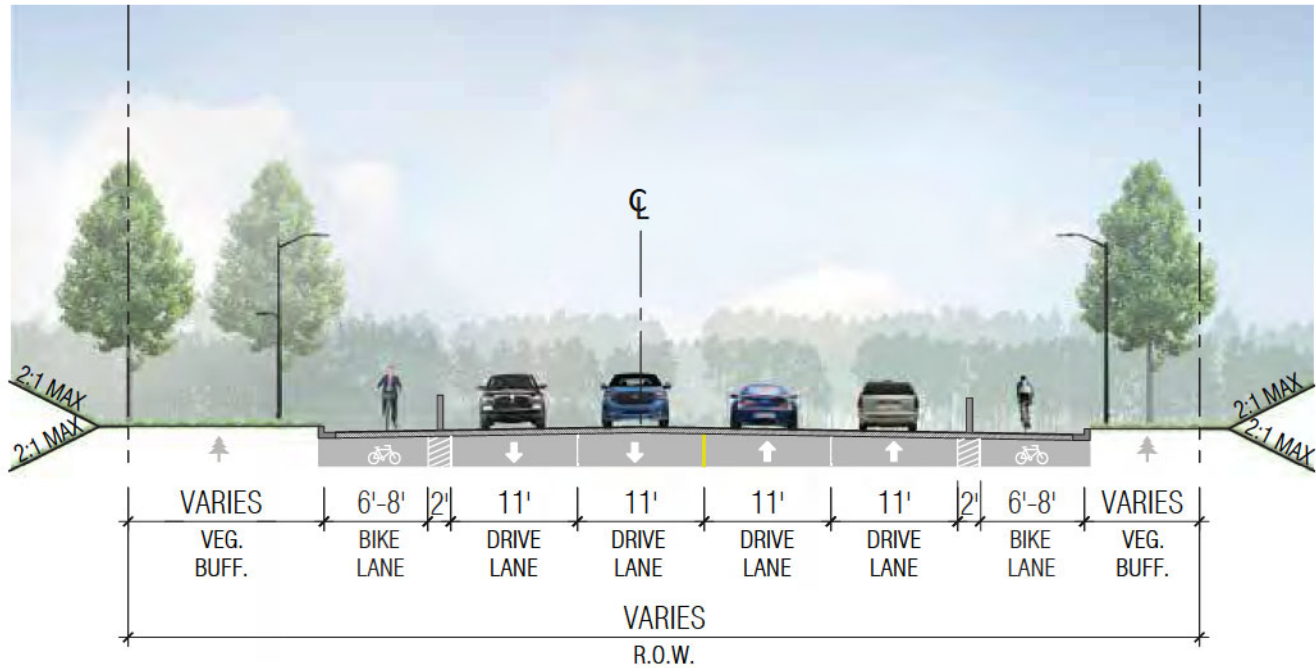 ℄
2:1 MAX
2:1 MAX
2:1 MAX
2:1 MAX
VARIES 6'-8' 2' 11' 11' 11' 11' 2' 6'-8' VARIES
VEG. BUFF.
BIKE LANE
DRIVE LANE
DRIVE LANE
DRIVE LANE
DRIVE LANE
BIKE LANE
VEG. BUFF.
VARIES
R.O.W.